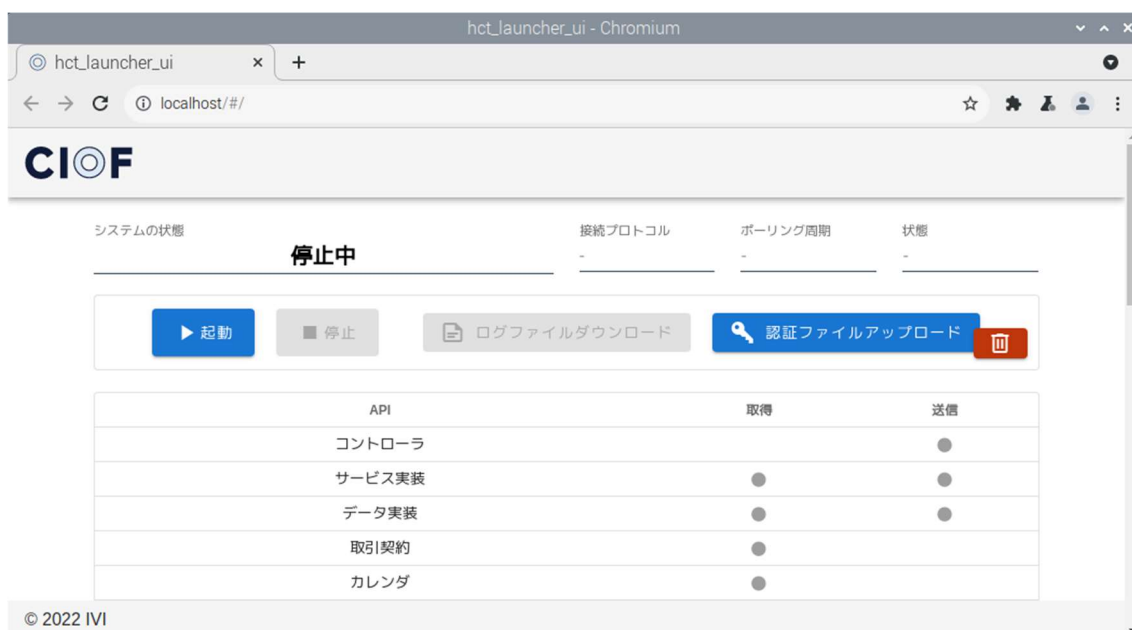 hct_launcher_ui - Chromium
hct_launcher_ui
localhost/#/
CIOF
システムの状態 接続プロトコル ポーリング周期 状態
停止中 - - -
起動 停止 ログファイルダウンロード 認証ファイルアップロード
API 取得 送信
コントローラ
サービス実装
データ実装
取引契約
カレンダ
© 2022 IVI